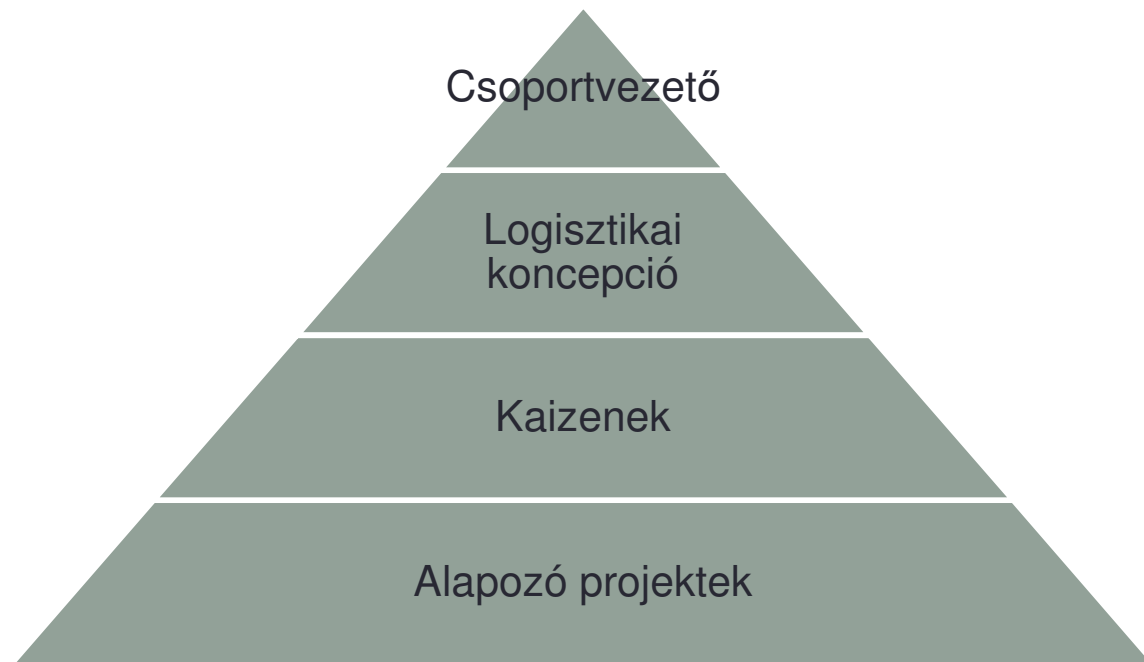 Csoportvezető
Logisztikai
koncepció
Kaizenek
Alapozó projektek